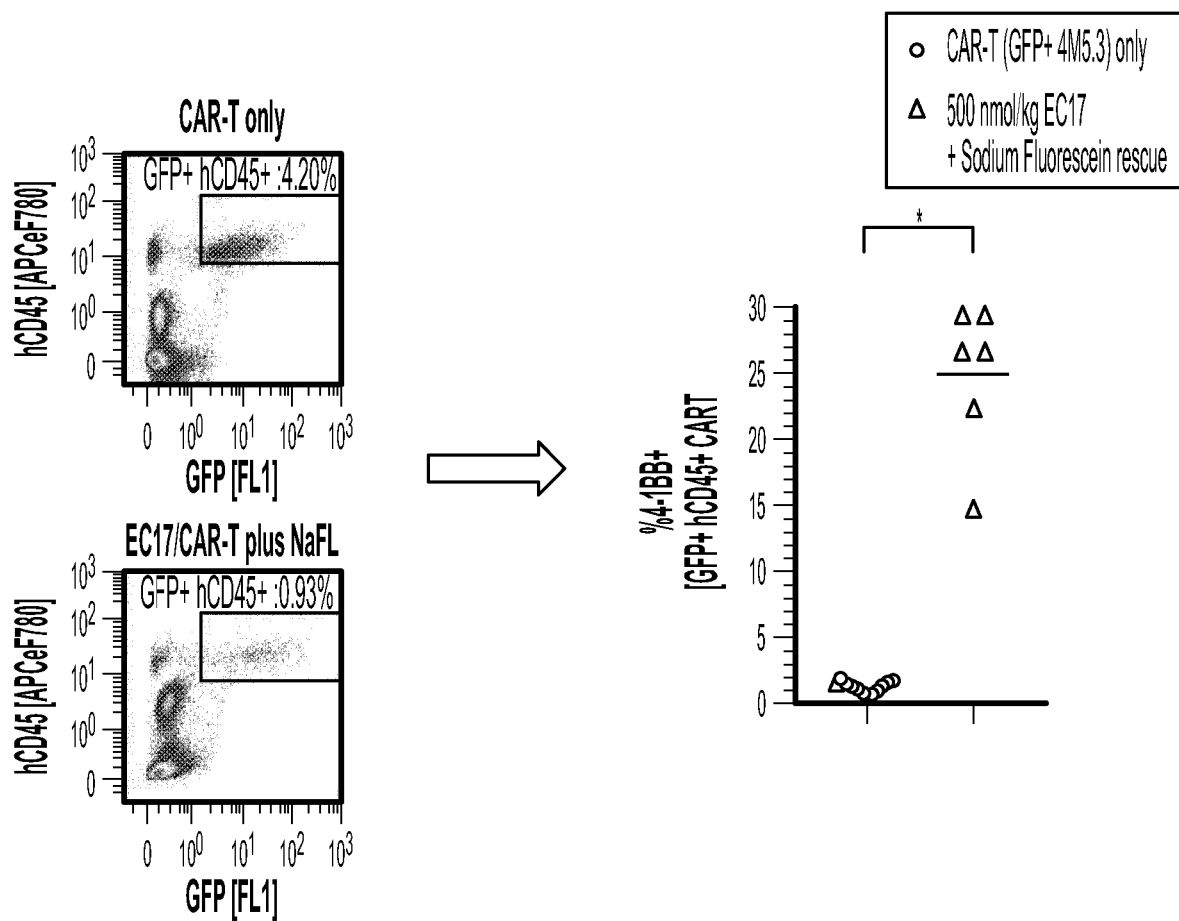 CAR-T (GFP+ 4M5.3) only
500 nmol/kg EC17
+ Sodium Fluorescein rescue
CAR-T only
GFP+ hCD45+ :4.20%
hCD45 [APCeF780]
10³
10²
10¹
10⁰
0
0 10⁰ 10¹ 10² 10³
GFP [FL1]
EC17/CAR-T plus NaFL
GFP+ hCD45+ :0.93%
hCD45 [APCeF780]
10³
10²
10¹
10⁰
0
0 10⁰ 10¹ 10² 10³
GFP [FL1]
*
%4-1BB+
[GFP+ hCD45+ CART
30
25
20
15
10
5
0